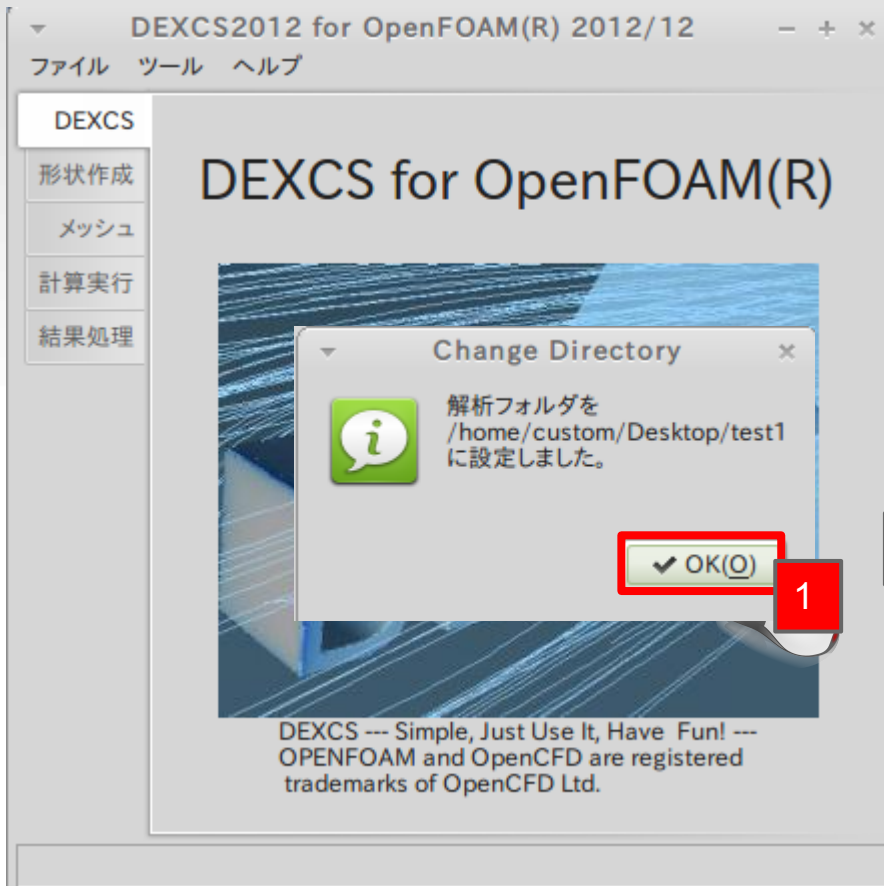 DEXCS2012 for OpenFOAM(R) 2012/12
ファイル ツール ヘルプ
DEXCS
形状作成
メッシュ
計算実行
結果処理
DEXCS for OpenFOAM(R)
Change Directory
解析フォルダを
/home/custom/Desktop/test1
に設定しました。
OK(O)
1
DEXCS --- Simple, Just Use It, Have Fun! ---
OPENFOAM and OpenCFD are registered
trademarks of OpenCFD Ltd.